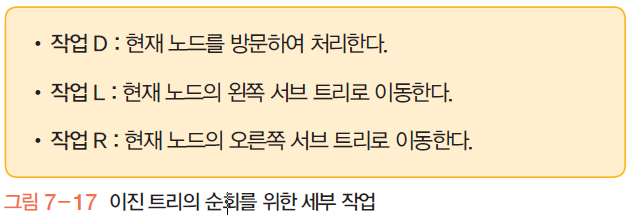 • 작업 D : 현재 노드를 방문하여 처리한다.
• 작업 L : 현재 노드의 왼쪽 서브 트리로 이동한다.
• 작업 R : 현재 노드의 오른쪽 서브 트리로 이동한다.
그림 7-17 이진 트리의 순회를 위한 세부 작업